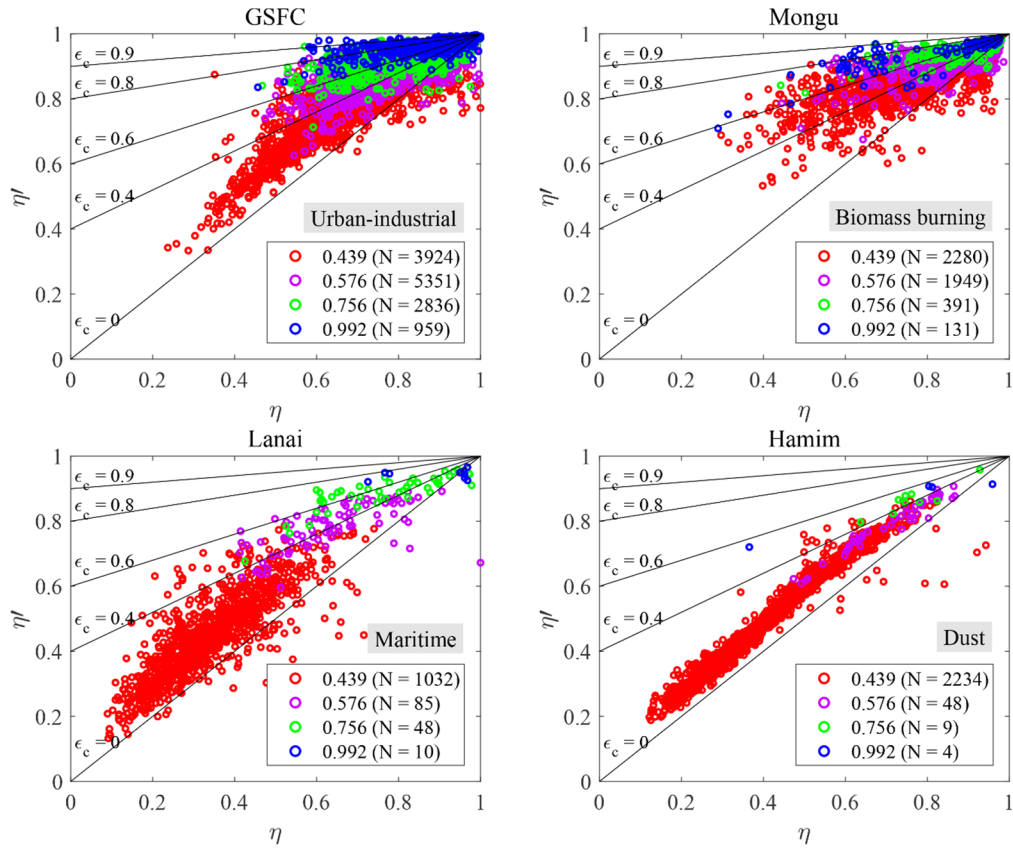 GSFC
1
ϵc = 0.9
ϵc = 0.8
0.8
ϵc = 0.6
0.6
ϵc = 0.4
0.4
0.2
ϵc = 0
0
η′
Urban-industrial
0.439 (N = 3924)
0.576 (N = 5351)
0.756 (N = 2836)
0.992 (N = 959)
0 0.2 0.4 0.6 0.8 1
η
Mongu
1
ϵc = 0.9
ϵc = 0.8
0.8
ϵc = 0.6
0.6
ϵc = 0.4
0.4
0.2
ϵc = 0
0
η′
Biomass burning
0.439 (N = 2280)
0.576 (N = 1949)
0.756 (N = 391)
0.992 (N = 131)
0 0.2 0.4 0.6 0.8 1
η
Lanai
1
ϵc = 0.9
ϵc = 0.8
0.8
ϵc = 0.6
0.6
ϵc = 0.4
0.4
0.2
ϵc = 0
0
η′
Maritime
0.439 (N = 1032)
0.576 (N = 85)
0.756 (N = 48)
0.992 (N = 10)
0 0.2 0.4 0.6 0.8 1
η
Hamim
1
ϵc = 0.9
ϵc = 0.8
0.8
ϵc = 0.6
0.6
ϵc = 0.4
0.4
0.2
ϵc = 0
0
η′
Dust
0.439 (N = 2234)
0.576 (N = 48)
0.756 (N = 9)
0.992 (N = 4)
0 0.2 0.4 0.6 0.8 1
η